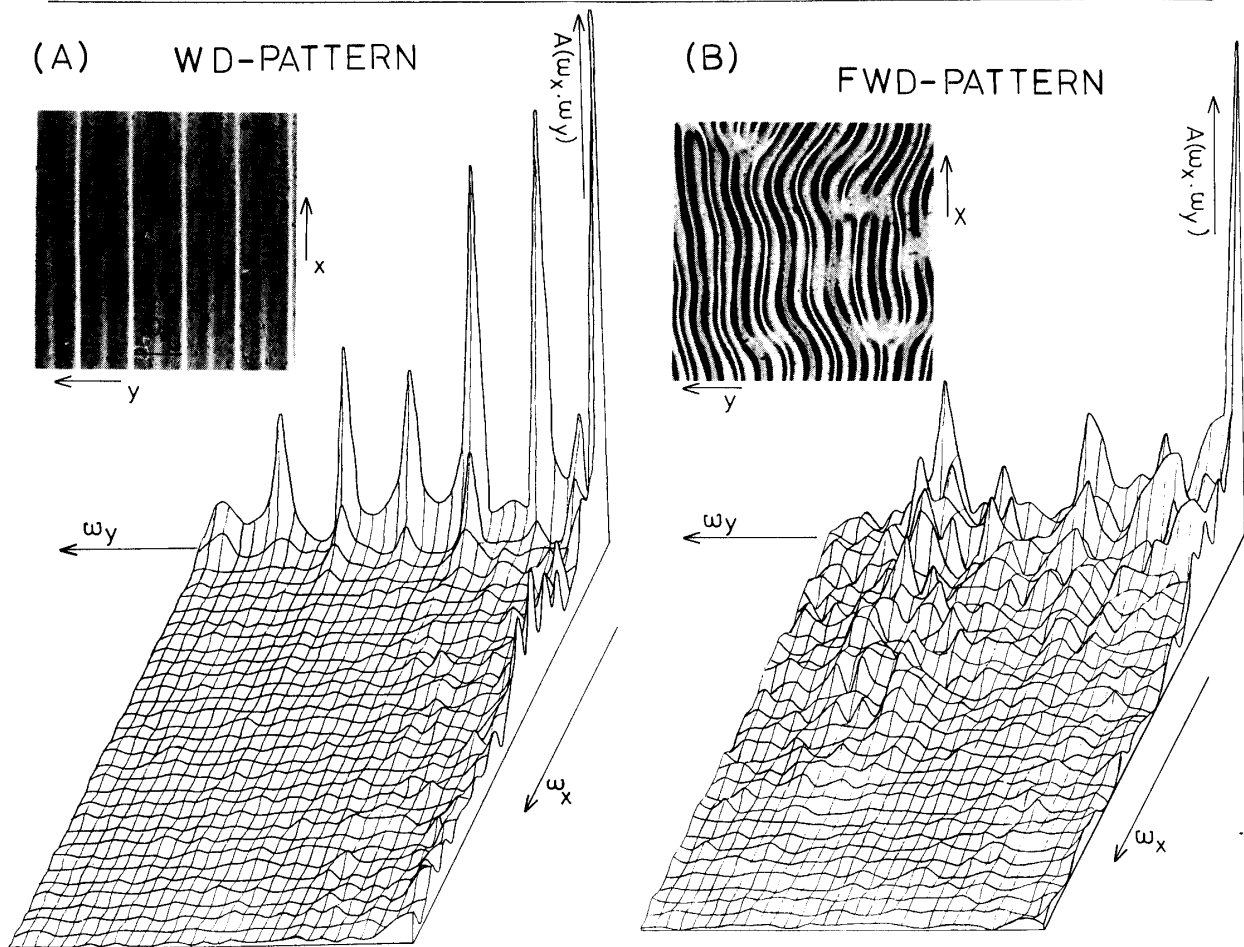 (A) WD-PATTERN
A(ωx.ωy)
x
y
ωy
ωx
(B) FWD-PATTERN
A(ωx.ωy)
x
y
ωy
ωx